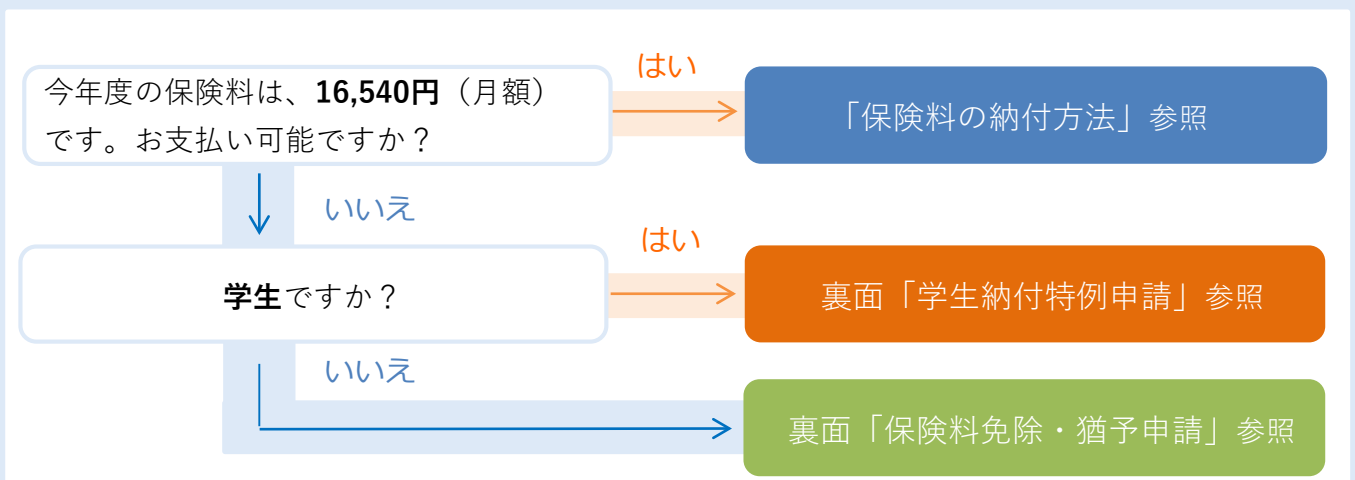 今年度の保険料は、16,540円（月額）
です。お支払い可能ですか？
はい
「保険料の納付方法」参照
いいえ
学生ですか？
はい
裏面「学生納付特例申請」参照
いいえ
裏面「保険料免除・猶予申請」参照